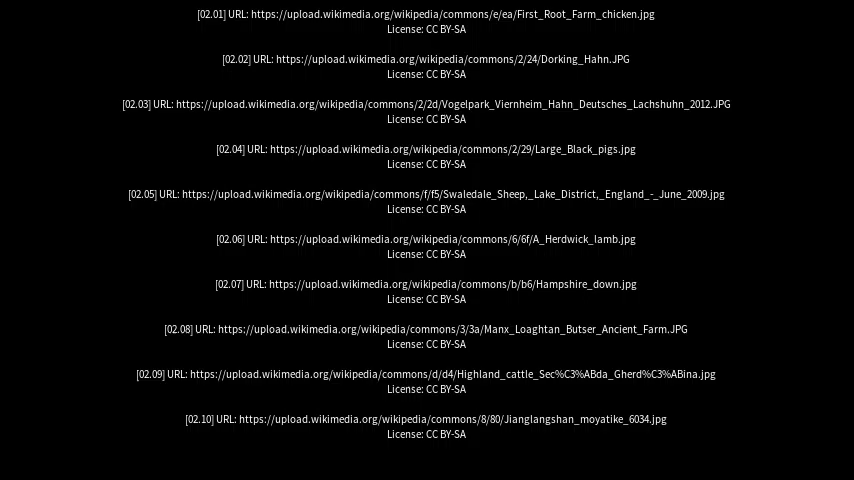 [02.01] URL: https://upload.wikimedia.org/wikipedia/commons/e/ea/First_Root_Farm_chicken.jpg
License: CC BY-SA
[02.02] URL: https://upload.wikimedia.org/wikipedia/commons/2/24/Dorking_Hahn.JPG
License: CC BY-SA
[02.03] URL: https://upload.wikimedia.org/wikipedia/commons/2/2d/Vogelpark_Viernheim_Hahn_Deutsches_Lachshuhn_2012.JPG
License: CC BY-SA
[02.04] URL: https://upload.wikimedia.org/wikipedia/commons/2/29/Large_Black_pigs.jpg
License: CC BY-SA
[02.05] URL: https://upload.wikimedia.org/wikipedia/commons/f/f5/Swaledale_Sheep,_Lake_District,_England_-_June_2009.jpg
License: CC BY-SA
[02.06] URL: https://upload.wikimedia.org/wikipedia/commons/6/6f/A_Herdwick_lamb.jpg
License: CC BY-SA
[02.07] URL: https://upload.wikimedia.org/wikipedia/commons/b/b6/Hampshire_down.jpg
License: CC BY-SA
[02.08] URL: https://upload.wikimedia.org/wikipedia/commons/3/3a/Manx_Loaghtan_Butser_Ancient_Farm.JPG
License: CC BY-SA
[02.09] URL: https://upload.wikimedia.org/wikipedia/commons/d/d4/Highland_cattle_Sec%C3%ABda_Gherd%C3%ABina.jpg
License: CC BY-SA
[02.10] URL: https://upload.wikimedia.org/wikipedia/commons/8/80/Jianglangshan_moyatike_6034.jpg
License: CC BY-SA